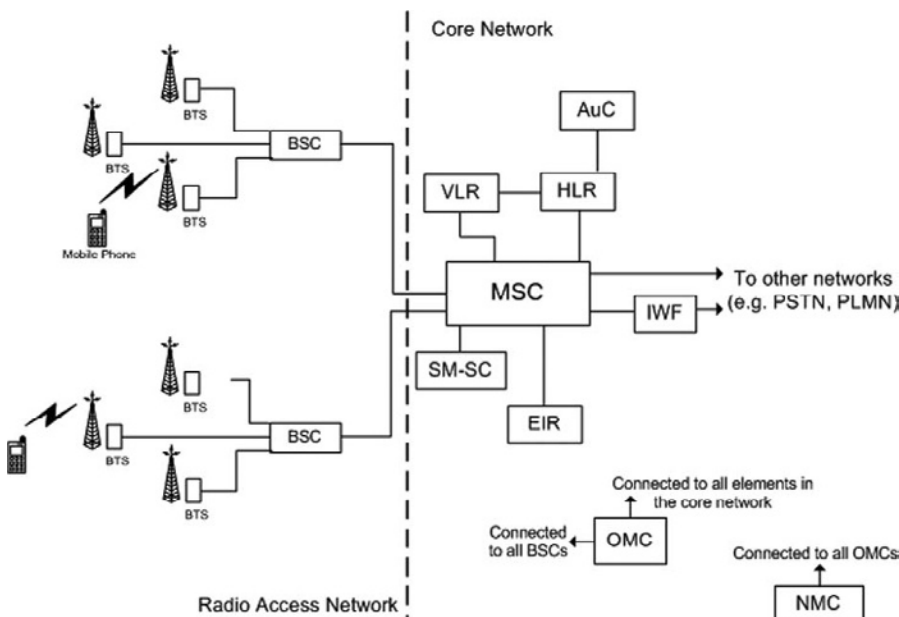 Core Network
BTS
BTS
BSC
AuC
BTS
VLR
HLR
Mobile Phone
MSC
To other networks
(e.g. PSTN, PLMN)
IWF
SM-SC
BTS
EIR
BSC
BTS
BTS
Connected to all elements in
the core network
Connected
to all BSCs
OMC
Connected to all OMCs
NMC
Radio Access Network